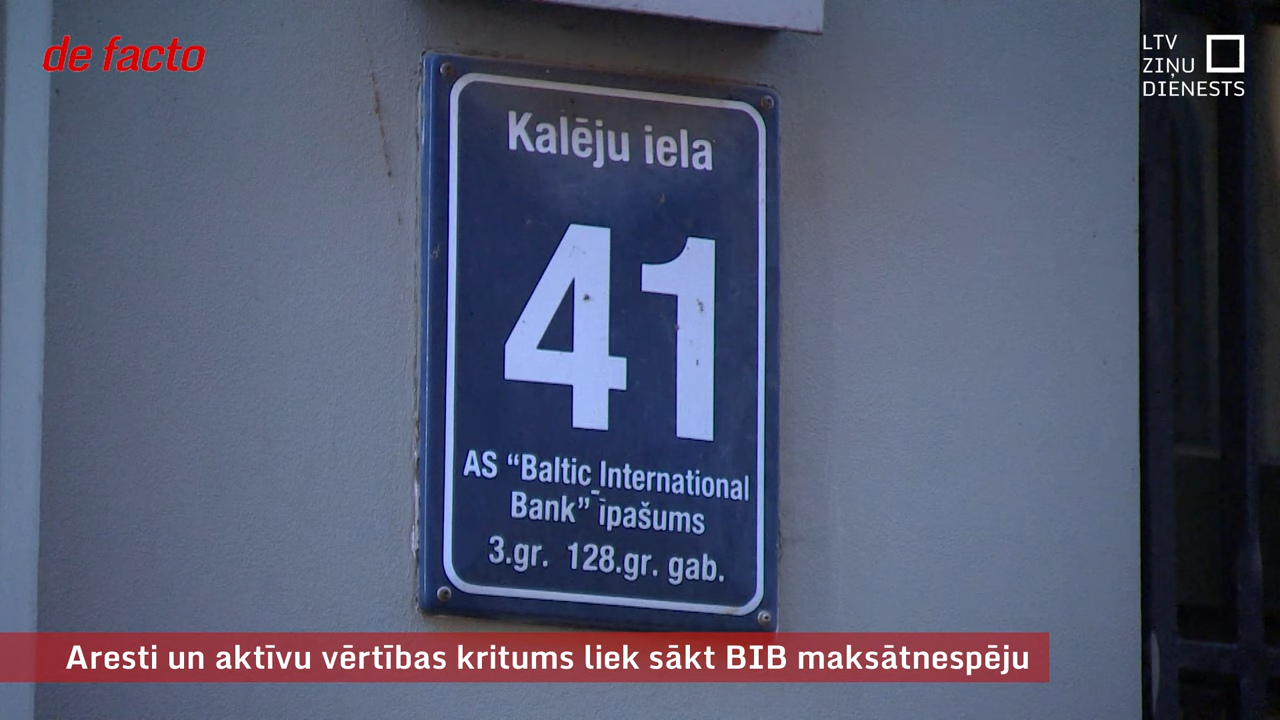 de facto
LTV
ZIŅU
DIENESTS
Kalēju iela
41
AS “Baltic International
Bank” īpašums
3.gr. 128.gr. gab.
Aresti un aktīvu vērtības kritums liek sākt BIB maksātnespēju